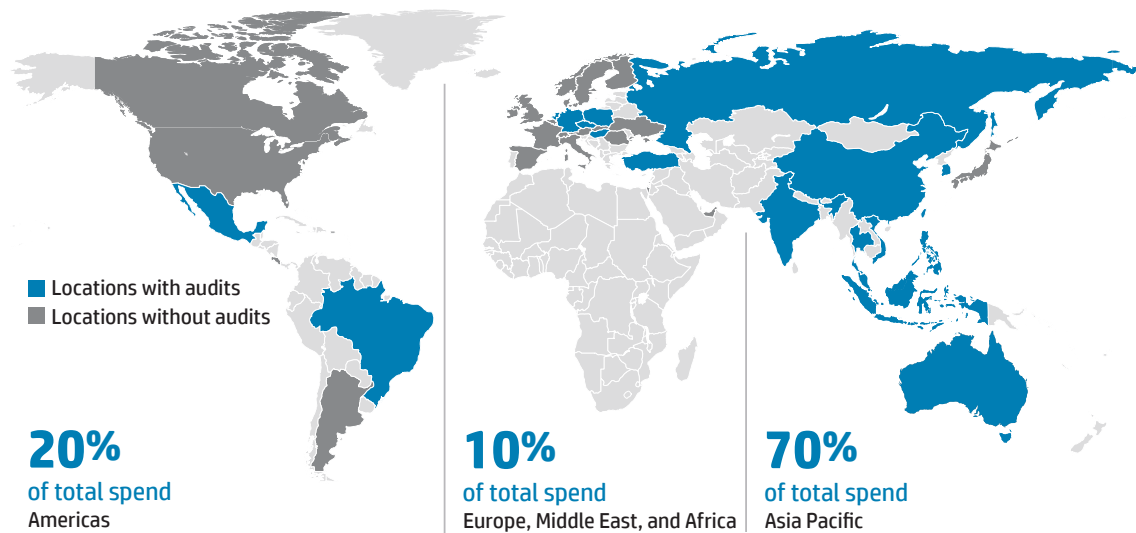 Locations with audits
Locations without audits
20%
of total spend
Americas
10%
of total spend
Europe, Middle East, and Africa
70%
of total spend
Asia Pacific